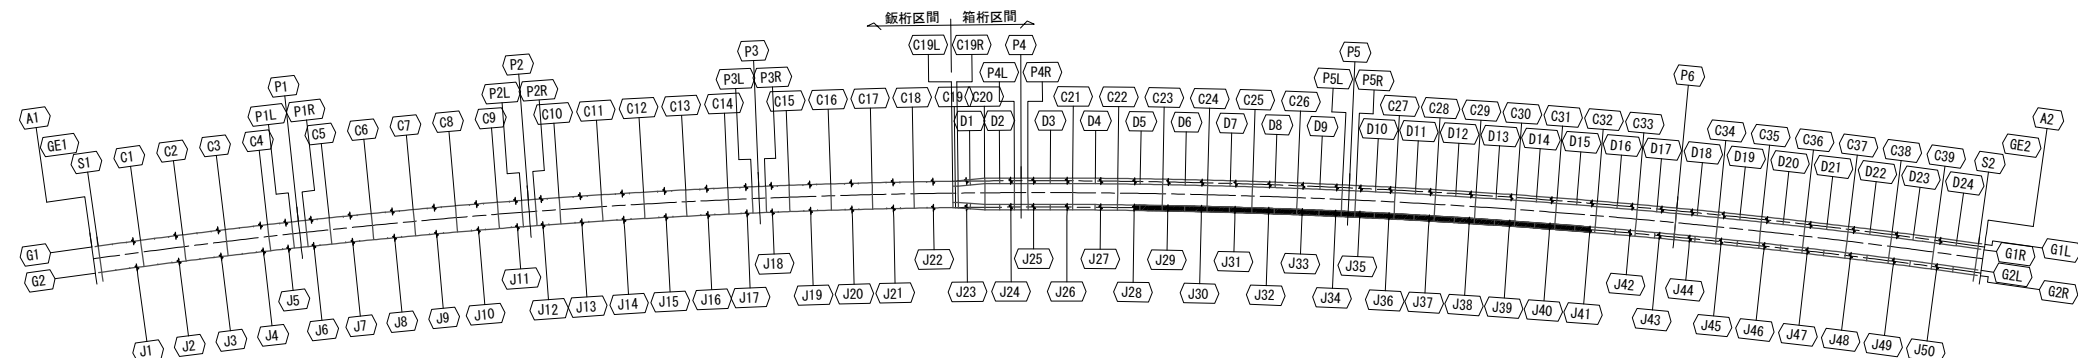 鈑桁区間 箱桁区間
C19L C19R P4
P3 P5
P2 P4L P4R P6
P1 P3L P3R P5L P5R
P2L P2R
A1 P1L P1R C4 C5 C6 C7 C8 C9 C10 C11 C12 C13 C14 C15 C16 C17 C18 C19 C20 C21 C22 C23 C24 C25 C26 C27 C28 C29 C30 C31 C32 C33 C34 C35 C36 C37 C38 C39 A2
GE1 S1 C1 C2 C3 D1 D2 D3 D4 D5 D6 D7 D8 D9 D10 D11 D12 D13 D14 D15 D16 D17 D18 D19 D20 D21 D22 D23 D24 S2 GE2
G1 G1R G1L
G2 G2L G2R
J1 J2 J3 J4 J5 J6 J7 J8 J9 J10 J11 J12 J13 J14 J15 J16 J17 J18 J19 J20 J21 J22 J23 J24 J25 J26 J27 J28 J29 J30 J31 J32 J33 J34 J35 J36 J37 J38 J39 J40 J41 J42 J43 J44 J45 J46 J47 J48 J49 J50